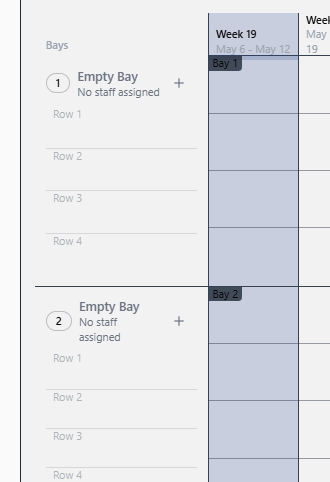 Week
Week 19
May
Bays
May 6 - May 12
19
Bay 1
Empty Bay
1
+
No staff assigned
Row 1
Row 2
Row 3
Row 4
Bay 2
Empty Bay
2
No staff
+
assigned
Row 1
Row 2
Row 3
Row 4